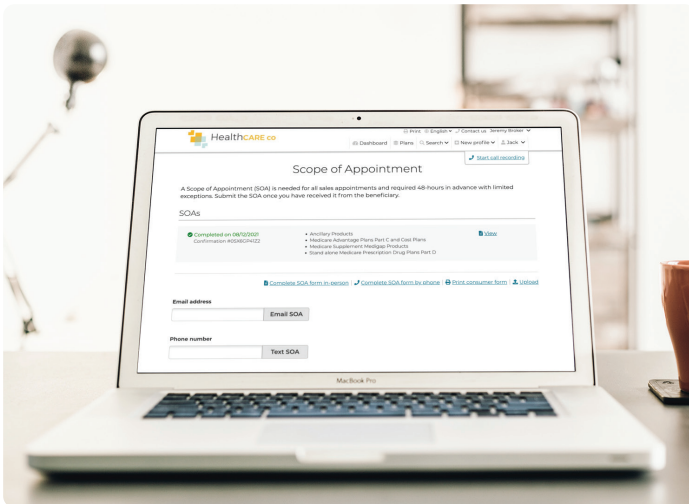 HealthCARE co
Print English Contact us Jeremy Broker
Dashboard Plans Search New profile Jack
Start call recording
Scope of Appointment
A Scope of Appointment (SOA) is needed for all sales appointments and required 48-hours in advance with limited
exceptions. Submit the SOA once you have received it from the beneficiary.
SOAs
Completed on 08/12/2021
Confirmation #05X6CP41Z2
• Ancillary Products
• Medicare Advantage Plans Part C and Cost Plans
• Medicare Supplement Medigap Products
• Stand alone Medicare Prescription Drug Plans Part D
View
Complete SOA form in-person | Complete SOA form by phone | Print consumer form | Upload
Email address
Email SOA
Phone number
Text SOA
MacBook Pro